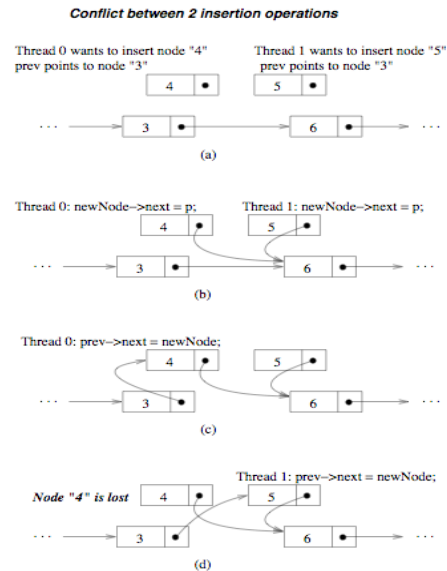 Conflict between 2 insertion operations
Thread 0 wants to insert node "4"
prev points to node "3"
Thread 1 wants to insert node "5"
prev points to node "3"
4
5
. . .
3
6
. . .
(a)
Thread 0: newNode->next = p;
Thread 1: newNode->next = p;
4
5
. . .
3
6
. . .
(b)
Thread 0: prev->next = newNode;
4
5
. . .
3
6
. . .
(c)
Thread 1: prev->next = newNode;
Node "4" is lost
4
5
. . .
3
6
. . .
(d)